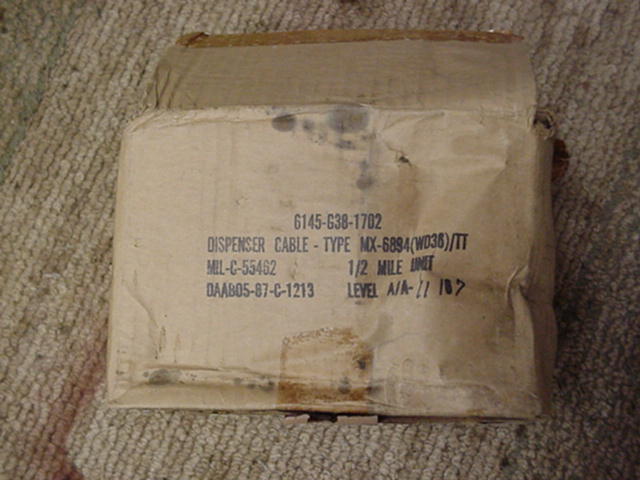 6145-G38-1702
DISPENSER CABLE - TYPE MX-6894(WD36)/TT
MIL-C-55462 1/2 MILE UNIT
DAAB05-87-C-1213 LEVEL A/A- 11 187